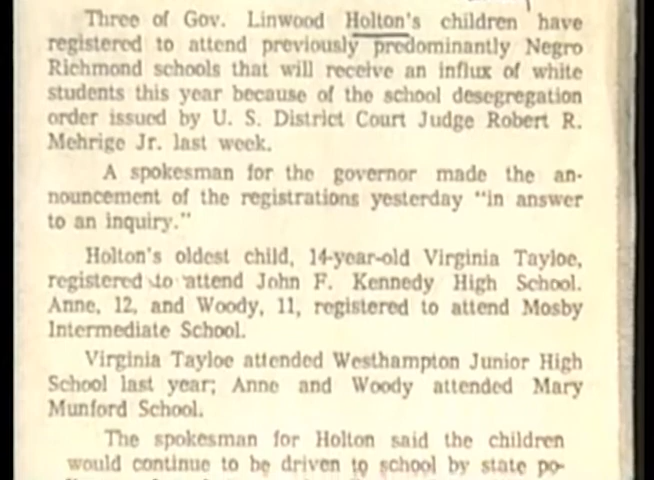 Three of Gov. Linwood Holton's children have
registered to attend previously predominantly Negro
Richmond schools that will receive an influx of white
students this year because of the school desegregation
order issued by U. S. District Court Judge Robert R.
Mehrige Jr. last week.
A spokesman for the governor made the an-
nouncement of the registrations yesterday "in answer
to an inquiry."
Holton's oldest child, 14-year-old Virginia Tayloe,
registered to attend John F. Kennedy High School.
Anne, 12, and Woody, 11, registered to attend Mosby
Intermediate School.
Virginia Tayloe attended Westhampton Junior High
School last year; Anne and Woody attended Mary
Munford School.
The spokesman for Holton said the children
would continue to be driven to school by state po-